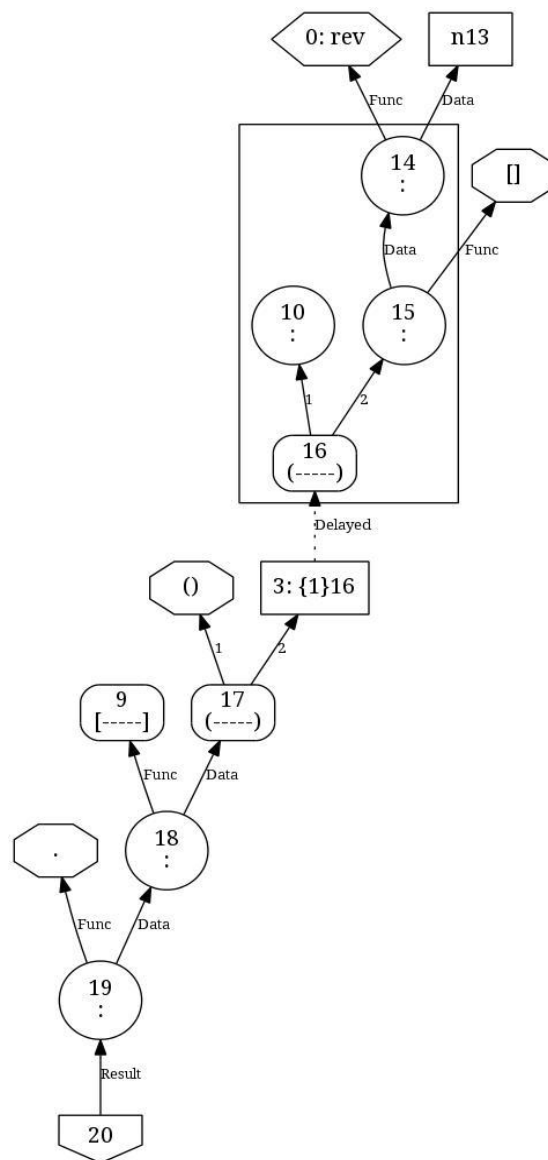 0: rev
n13
Func
Data
14
:
[]
Data
Func
10
:
15
:
1
2
16
(-----)
Delayed
()
3: {1}16
1
2
9
[-----]
17
(-----)
Func
Data
.
18
:
Func
Data
19
:
Result
20